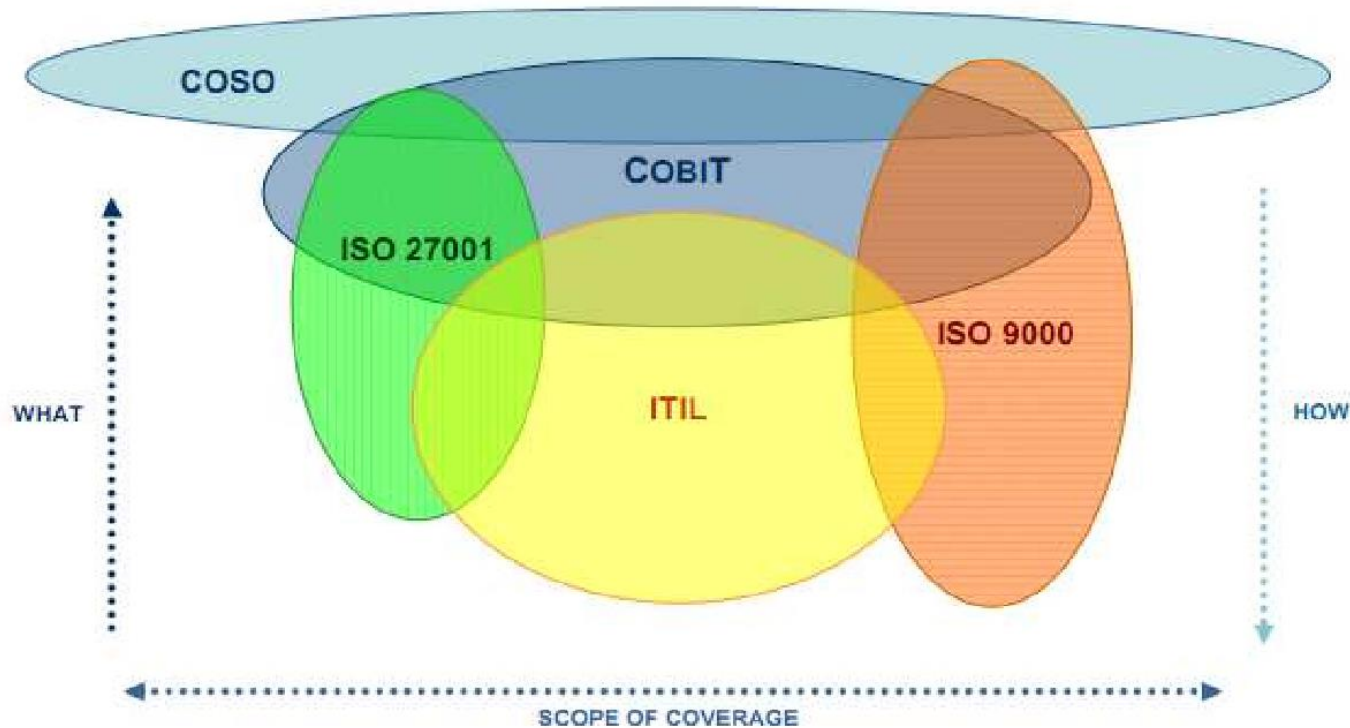 COSO
COBIT
ISO 27001
ISO 9000
ITIL
WHAT
HOW
SCOPE OF COVERAGE